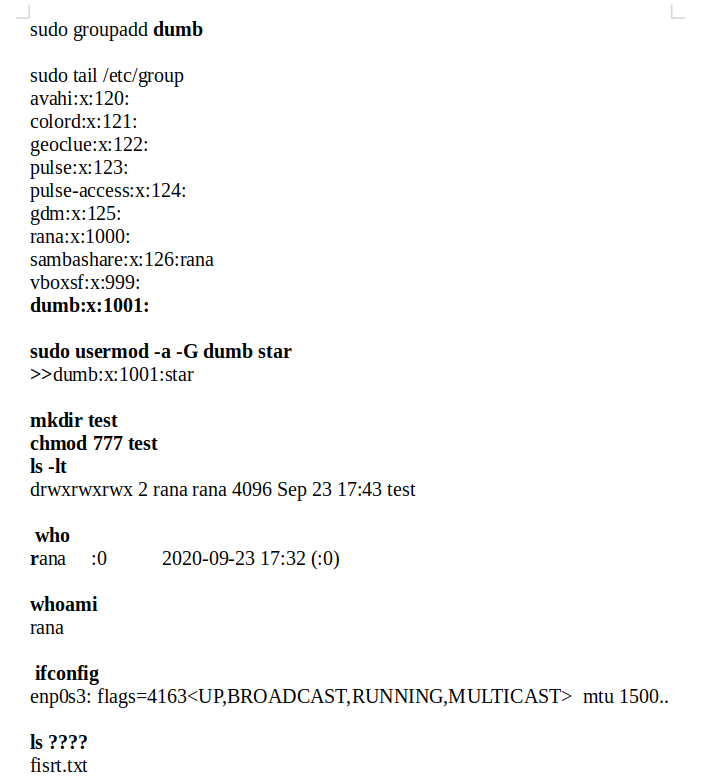 sudo groupadd dumb
sudo tail /etc/group
avahi:x:120:
colord:x:121:
geoclue:x:122:
pulse:x:123:
pulse-access:x:124:
gdm:x:125:
rana:x:1000:
sambashare:x:126:rana
vboxsf:x:999:
dumb:x:1001:
sudo usermod -a -G dumb star
>>dumb:x:1001:star
mkdir test
chmod 777 test
ls -lt
drwxrwxrwx 2 rana rana 4096 Sep 23 17:43 test
who
rana     :0          2020-09-23 17:32 (:0)
whoami
rana
ifconfig
enp0s3: flags=4163<UP,BROADCAST,RUNNING,MULTICAST>  mtu 1500..
ls ????
fisrt.txt